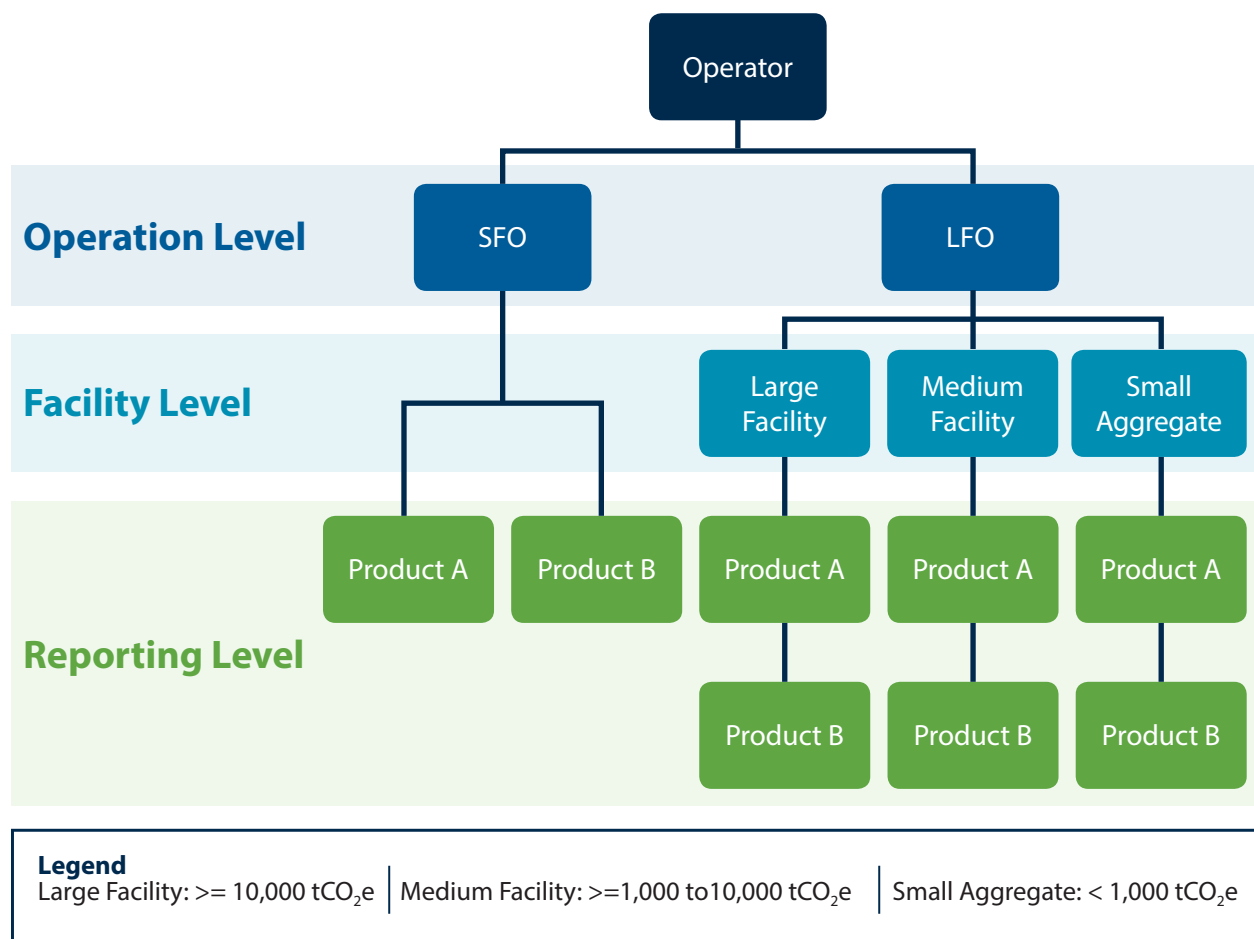 Operator
Operation Level
SFO
LFO
Facility Level
Large
Facility
Medium
Facility
Small
Aggregate
Reporting Level
Product A
Product B
Product A
Product A
Product A
Product B
Product B
Product B
Legend
Large Facility: >= 10,000 tCO₂e
Medium Facility: >=1,000 to10,000 tCO₂e
Small Aggregate: < 1,000 tCO₂e